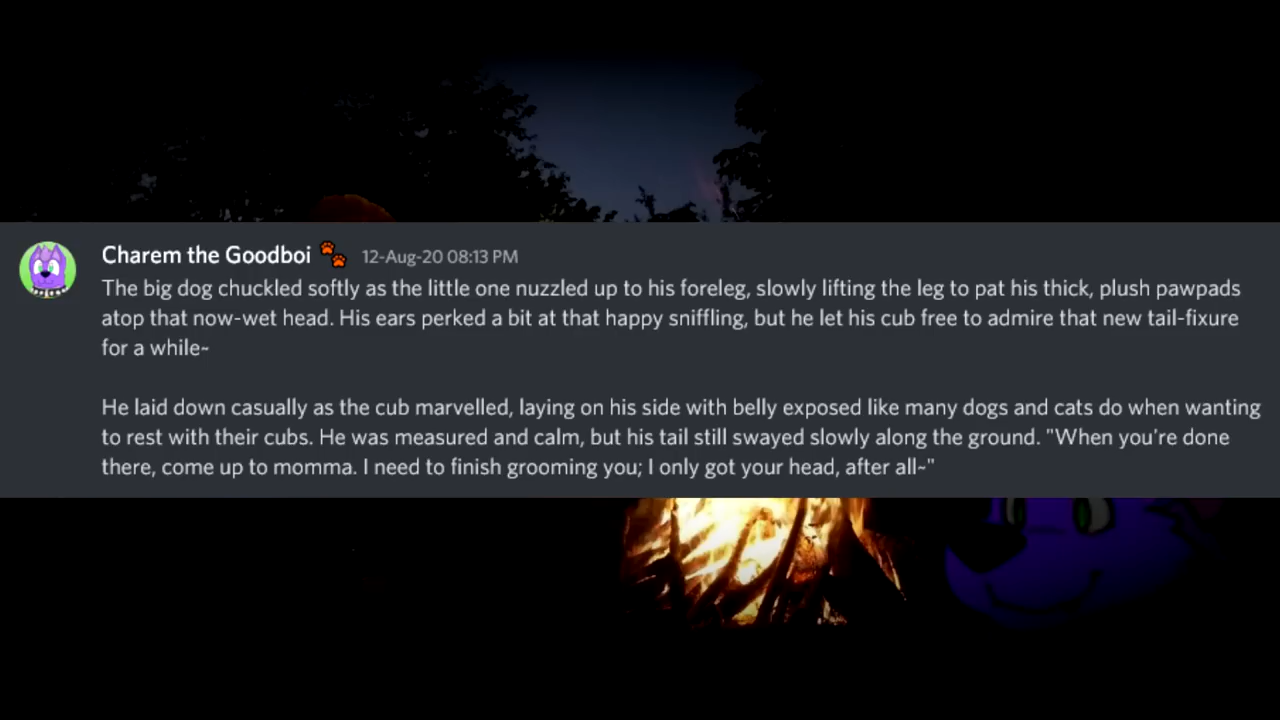 Charem the Goodboi 12-Aug-20 08:13 PM
The big dog chuckled softly as the little one nuzzled up to his foreleg, slowly lifting the leg to pat his thick, plush pawpads
atop that now-wet head. His ears perked a bit at that happy sniffling, but he let his cub free to admire that new tail-fixure
for a while~
He laid down casually as the cub marvelled, laying on his side with belly exposed like many dogs and cats do when wanting
to rest with their cubs. He was measured and calm, but his tail still swayed slowly along the ground. "When you're done
there, come up to momma. I need to finish grooming you; I only got your head, after all~"